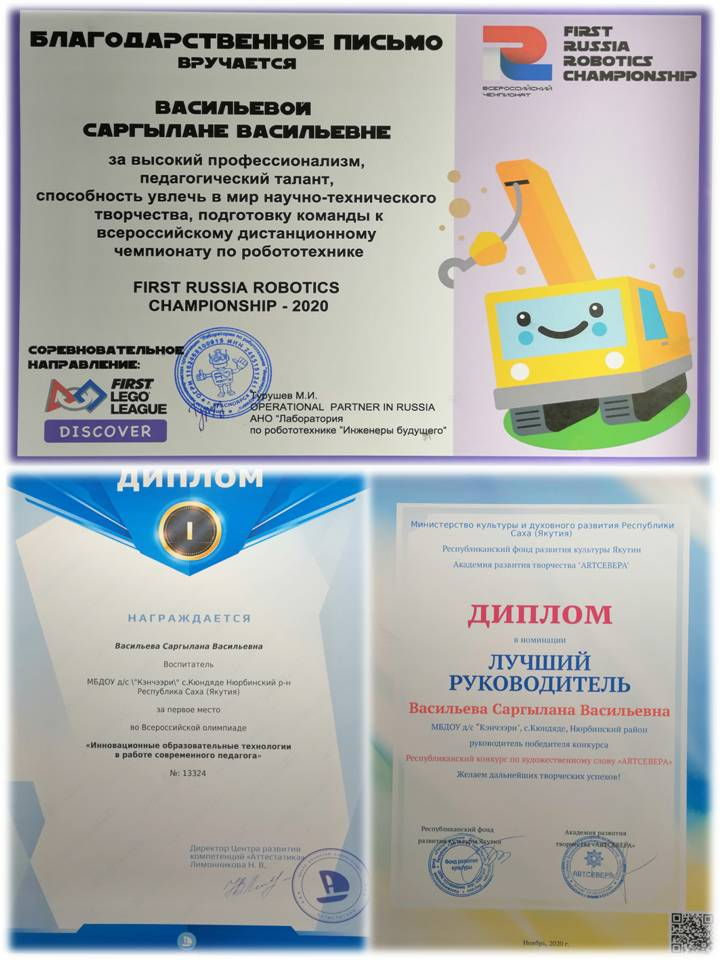 БЛАГОДАРСТВЕННОЕ ПИСЬМО
ВРУЧАЕТСЯ
ВАСИЛЬЕВОЙ
САРГЫЛАНЕ ВАСИЛЬЕВНЕ
за высокий профессионализм,
педагогический талант,
способность увлечь в мир научно-технического
творчества, подготовку команды к
всероссийскому дистанционному
чемпионату по робототехнике
FIRST RUSSIA ROBOTICS
CHAMPIONSHIP - 2020
СОРЕВНОВАТЕЛЬНОЕ
НАПРАВЛЕНИЕ:
FIRST
LEGO
LEAGUE
DISCOVER
Турушев М.И.
OPERATIONAL PARTNER IN RUSSIA
АНО "Лаборатория
по робототехнике "Инженеры будущего"
ВСЕРОССИЙСКИЙ
ЧЕМПИОНАТ
FIRST
RUSSIA
ROBOTICS
CHAMPIONSHIP
ДИПЛОМ
I
НАГРАЖДАЕТСЯ
Васильева Саргылана Васильевна
Воспитатель
МБДОУ д/с \"Кэнчээри\" с.Кюндяде Нюрбинский р-н
Республика Саха (Якутия)
за первое место
во Всероссийской олимпиаде
«Инновационные образовательные технологии
в работе современного педагога»
№: 13324
Директор Центра развития
компетенций «Аттестатика»
Лимонникова Н. В.
Министерство культуры и духовного развития Республики
Саха (Якутия)
Республиканский фонд развития культуры Якутии
Академия развития творчества "ARTСЕВЕРА"
ДИПЛОМ
в номинации
ЛУЧШИЙ
РУКОВОДИТЕЛЬ
Васильева Саргылана Васильевна
МБДОУ д/с "Кэнчээри", с.Кюндяде, Нюрбинский район
руководитель победителя конкурса
Республиканский конкурс по художественному слову «ARTСЕВЕРА»
Желаем дальнейших творческих успехов!
Республиканский фонд
развития культуры Якутии
Фонд развития
культуры
Академия развития
творчества «ARTСЕВЕРА»
ARTСЕВЕРА
Ноябрь, 2020 г.